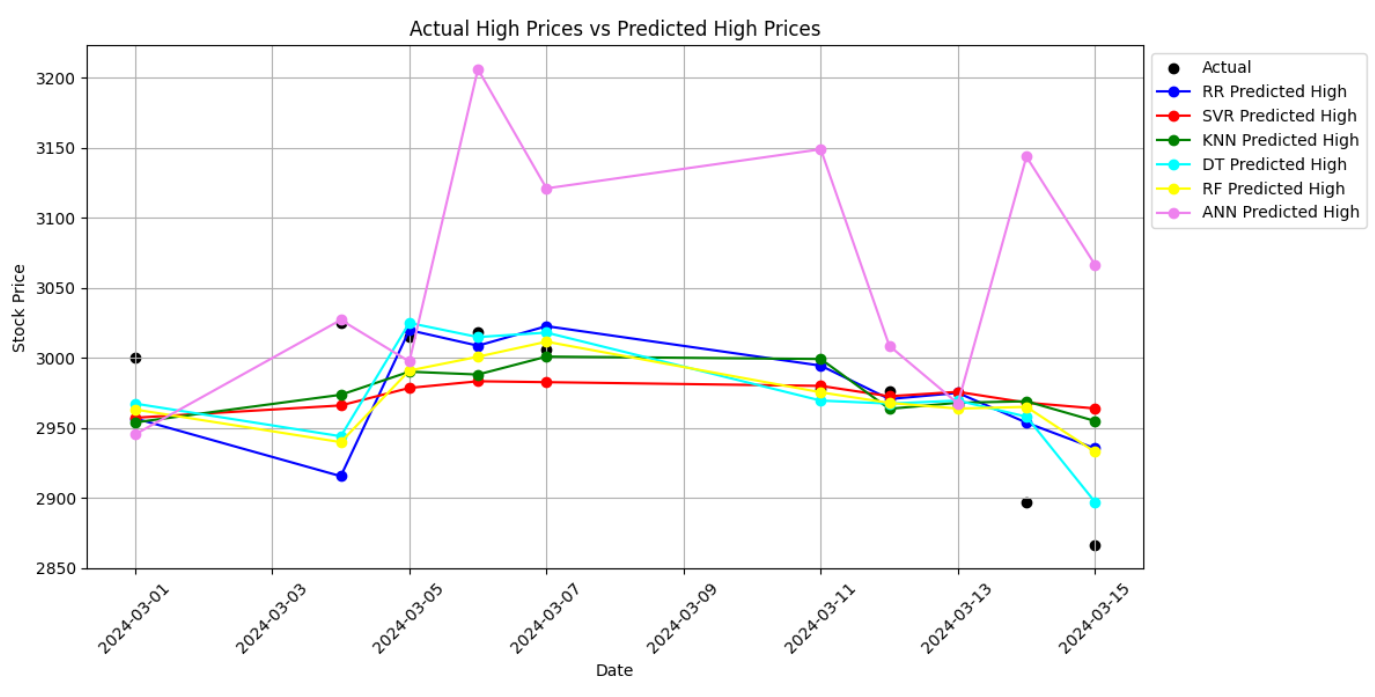 Actual High Prices vs Predicted High Prices
Stock Price
3200
3150
3100
3050
3000
2950
2900
2850
2024-03-01
2024-03-03
2024-03-05
2024-03-07
2024-03-09
2024-03-11
2024-03-13
2024-03-15
Date
Actual
RR Predicted High
SVR Predicted High
KNN Predicted High
DT Predicted High
RF Predicted High
ANN Predicted High